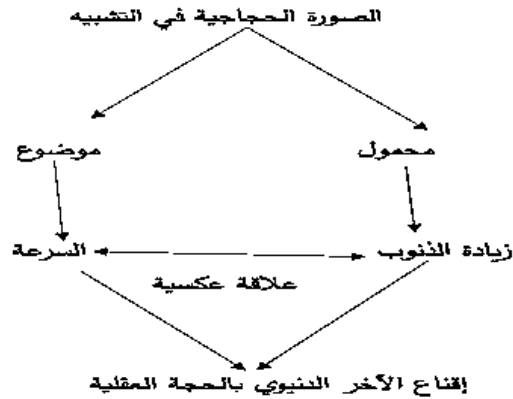 الصورة الحجاجية في التشبيه
محمول
موضوع
زيادة الذنوب
السرعة
علاقة عكسية
إقناع الآخر الدنيوي بالحجة العقلية